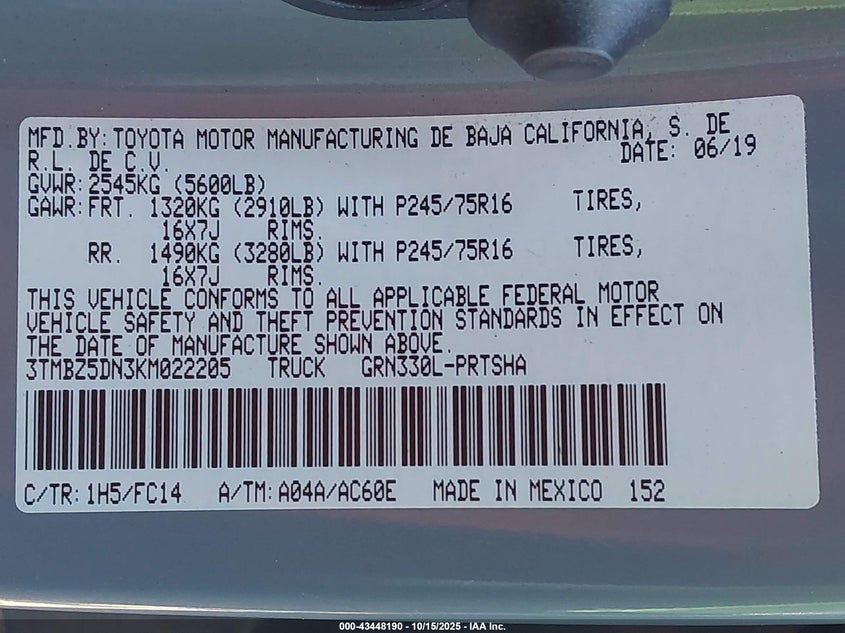 MFD.BY: TOYOTA MOTOR MANUFACTURING DE BAJA CALIFORNIA, S. DE
R.L. DE C.V. DATE: 06/19
GVWR: 2545KG (5600LB)
GAWR: FRT. 1320KG (2910LB) WITH P245/75R16 TIRES,
16X7J RIMS.
RR. 1490KG (3280LB) WITH P245/75R16 TIRES,
16X7J RIMS.
THIS VEHICLE CONFORMS TO ALL APPLICABLE FEDERAL MOTOR
VEHICLE SAFETY AND THEFT PREVENTION STANDARDS IN EFFECT ON
THE DATE OF MANUFACTURE SHOWN ABOVE.
3TMBZ5DN3KM022205 TRUCK GRN330L-PRTSHA
C/TR: 1H5/FC14 A/TM: A04A/AC60E MADE IN MEXICO 152
000-43448190 - 10/15/2025 - IAA Inc.